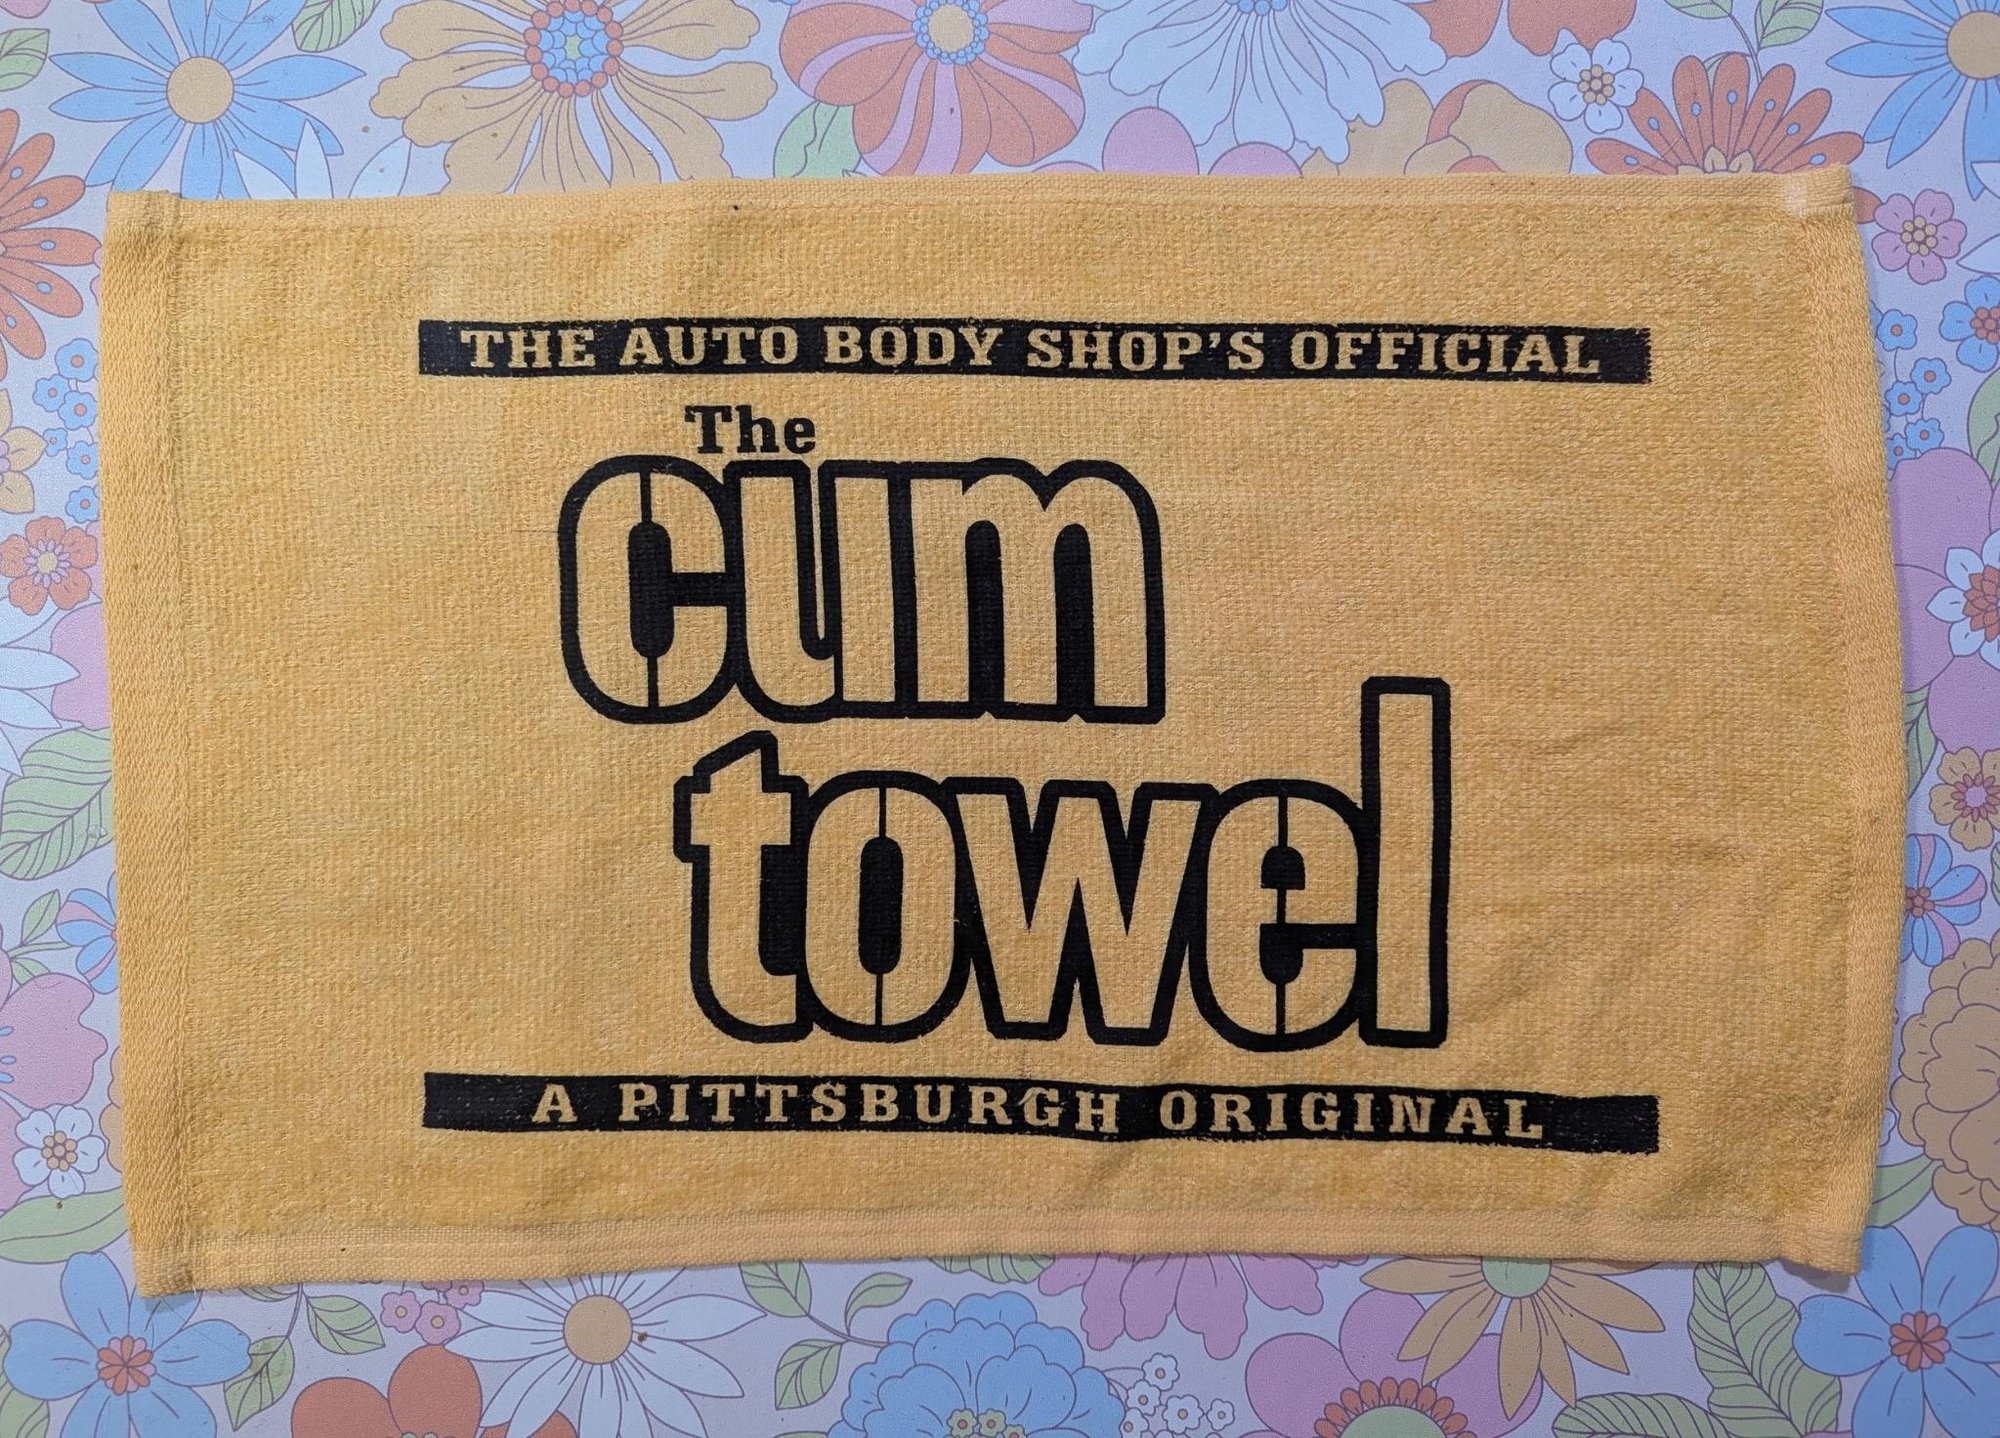 THE AUTO BODY SHOP'S OFFICIAL
The
cum
towel
A PITTSBURGH ORIGINAL